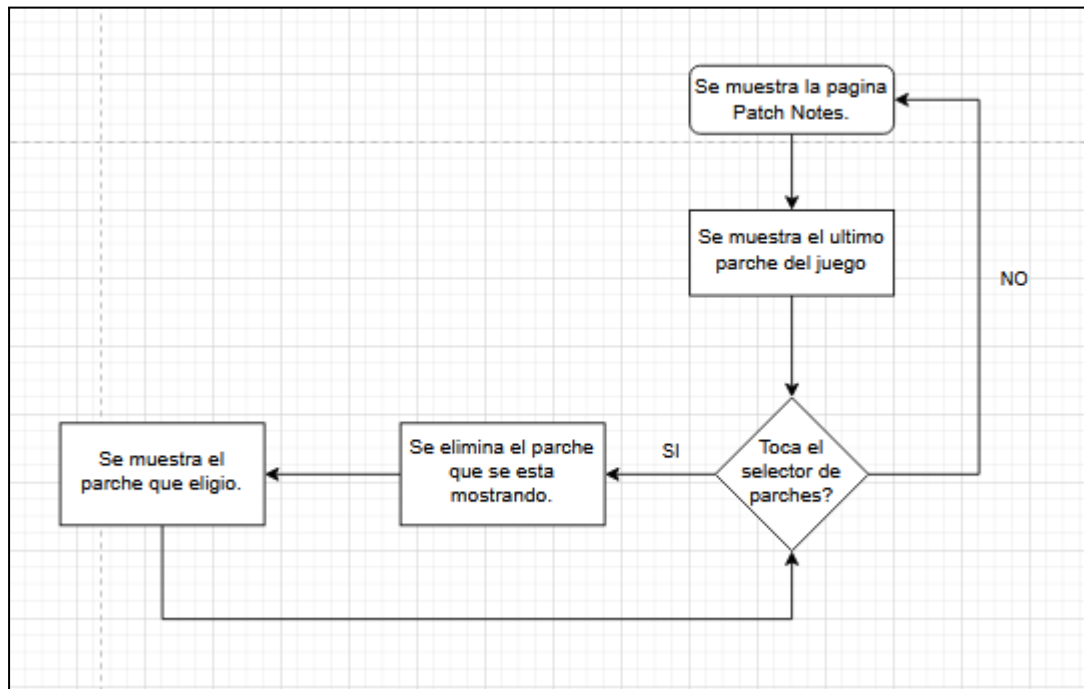 Se muestra la pagina
Patch Notes.
Se muestra el ultimo
parche del juego
NO
Toca el
selector de
parches?
SI
Se elimina el parche
que se esta
mostrando.
Se muestra el
parche que eligio.